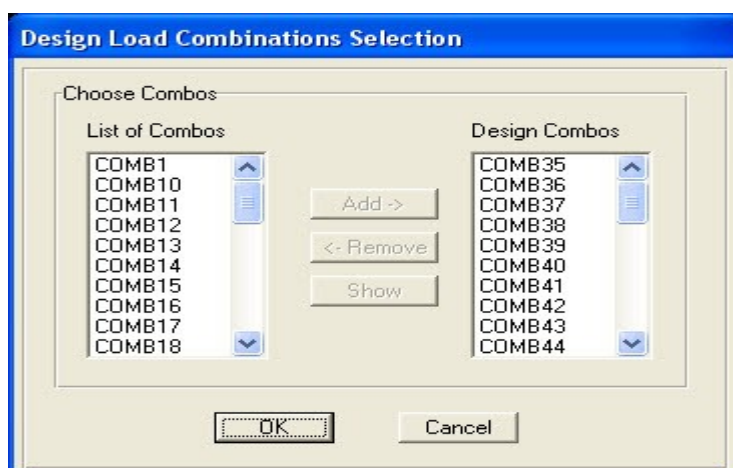 Design Load Combinations Selection
Choose Combos
List of Combos
COMB1
COMB10
COMB11
COMB12
COMB13
COMB14
COMB15
COMB16
COMB17
COMB18
Add ->
<- Remove
Show
Design Combos
COMB35
COMB36
COMB37
COMB38
COMB39
COMB40
COMB41
COMB42
COMB43
COMB44
OK
Cancel